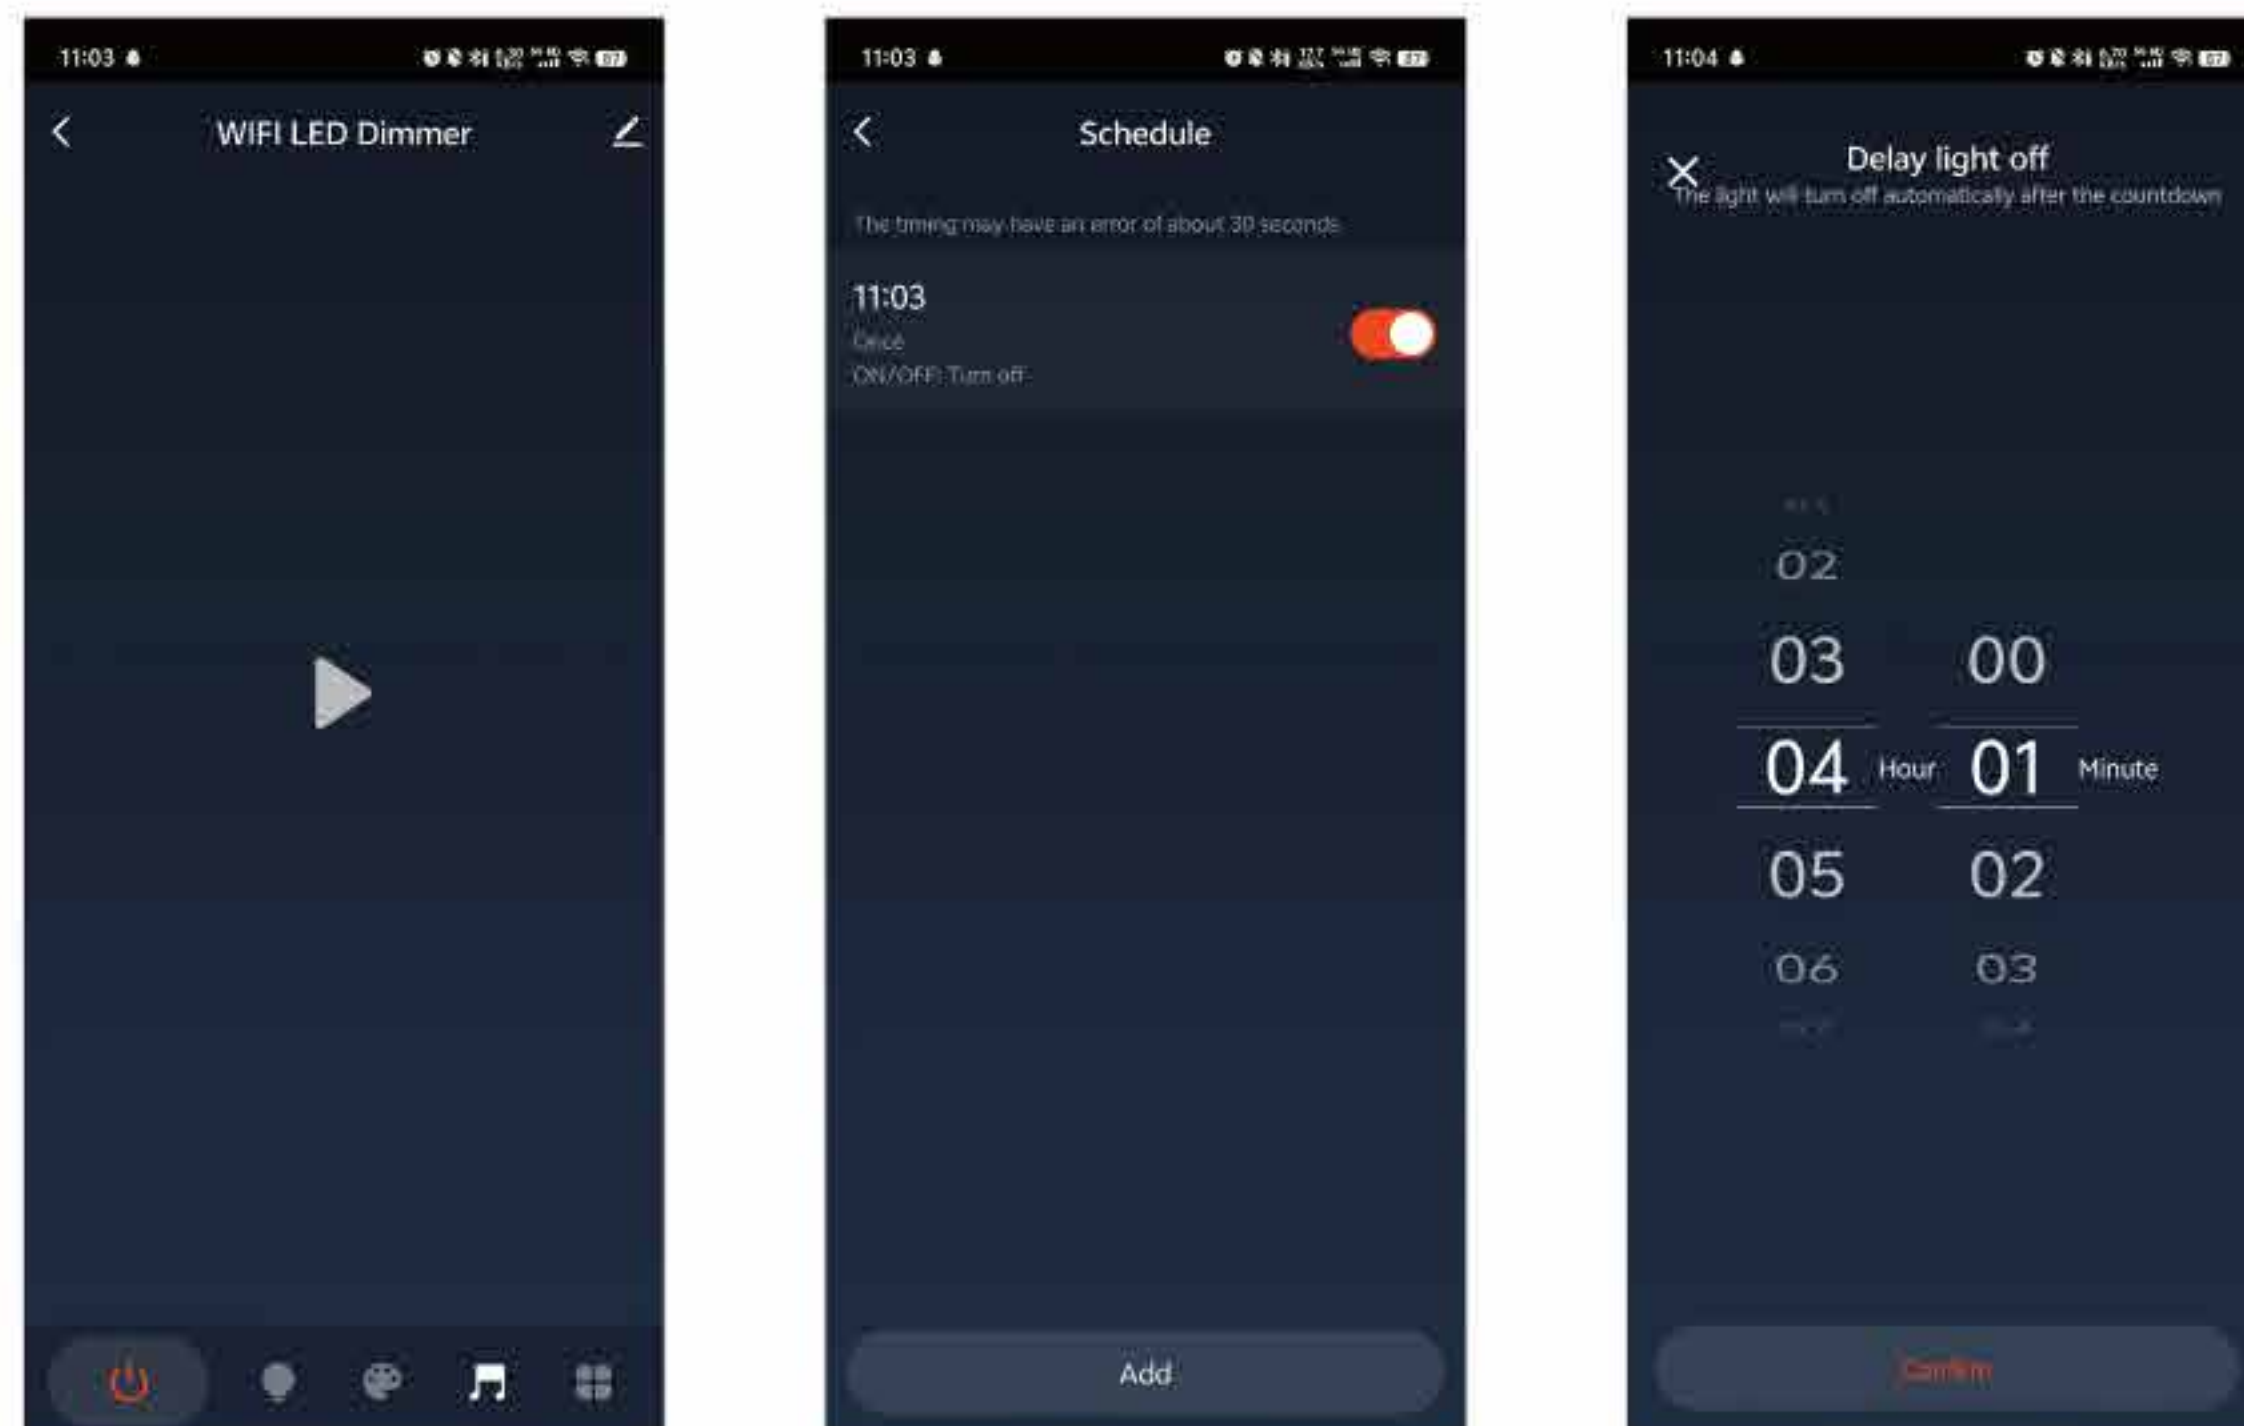 11:03
WIFI LED Dimmer
11:03
Schedule
The timing may have an error of about 30 seconds
11:03
Once
ON/OFF: Turn off
Add
11:04
Delay light off
The light will turn off automatically after the countdown
02
03 00
04 Hour 01 Minute
05 02
06 03
Confirm